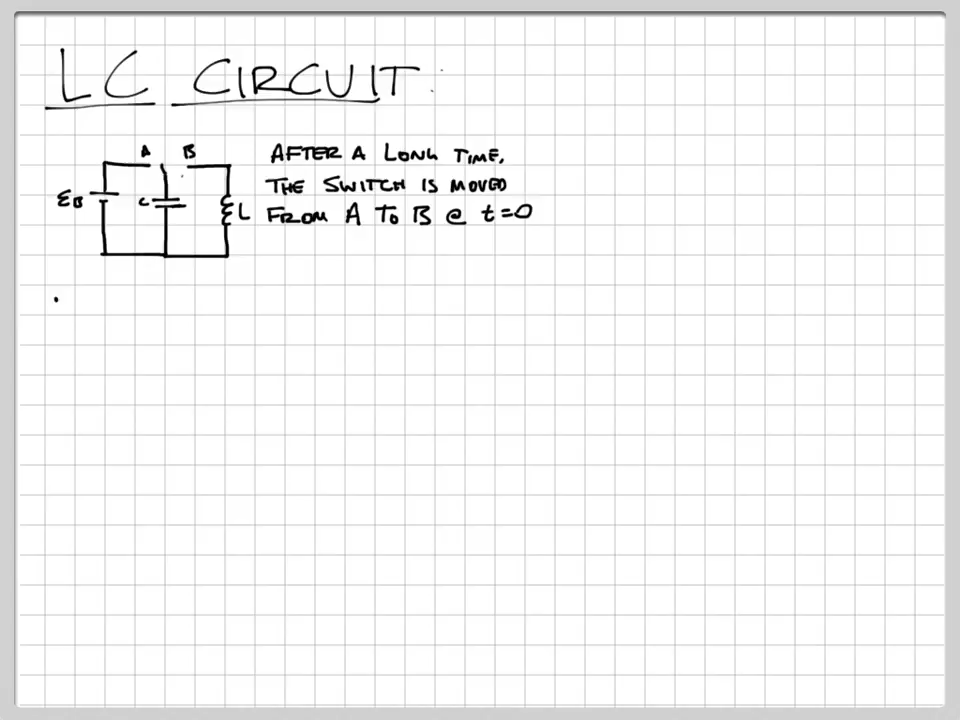 LC CIRCUIT
A B
εB C L
AFTER A LONG TIME,
THE SWITCH IS MOVED
FROM A TO B @ t=0